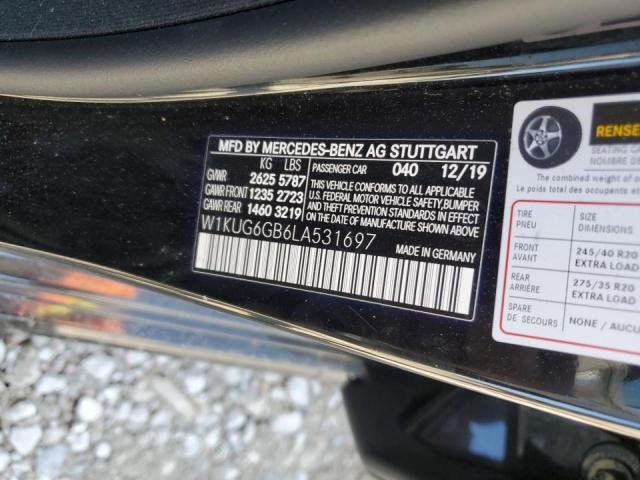 MFD BY MERCEDES-BENZ AG STUTTGART
KG LBS PASSENGER CAR 040 12/19
GVWR 2625 5787
GAWR FRONT 1235 2723
GAWR REAR 1460 3219
THIS VEHICLE CONFORMS TO ALL APPLICABLE
U.S. FEDERAL MOTOR VEHICLE SAFETY, BUMPER,
AND THEFT PREVENTION STANDARDS IN EFFECT
ON THE DATE OF MANUFACTURE SHOWN ABOVE.
MADE IN GERMANY
W1KUG6GB6LA531697
RENSE
SEATING
NOMBRE D
The combined
Le poids total des occupants
TIRE
PNEU
SIZE
DIMENSIONS
FRONT
AVANT
245/40 R20
EXTRA LOAD
REAR
ARRIÈRE
275/35 R20
EXTRA LOAD
SPARE
DE SECOURS
NONE / AUCU